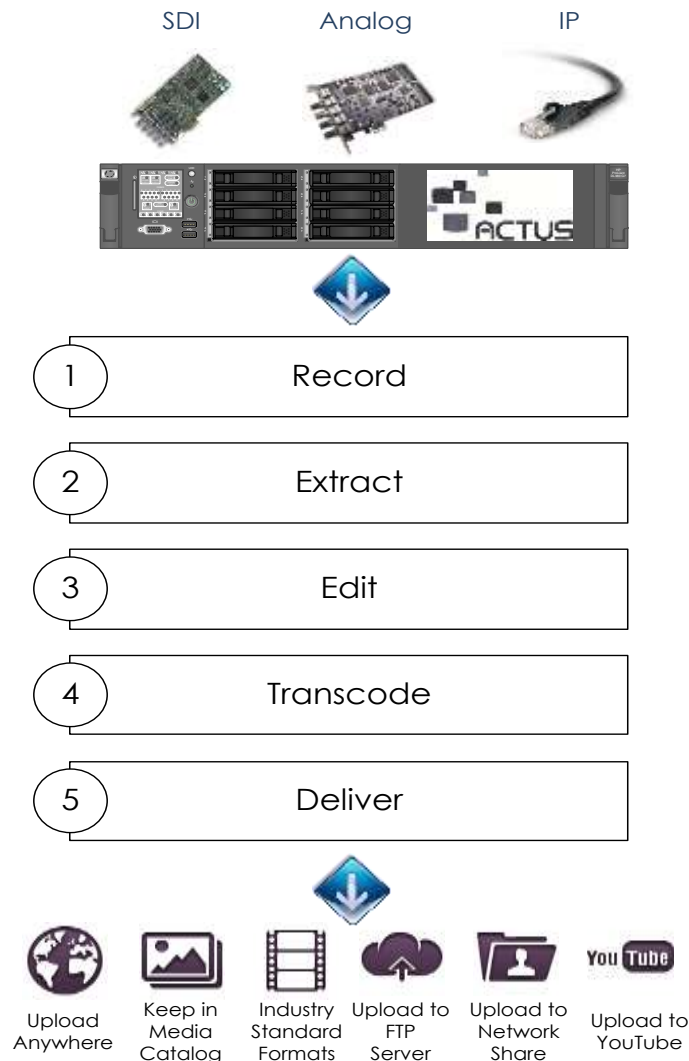 SDI
Analog
IP
ACTUS
1
Record
2
Extract
3
Edit
4
Transcode
5
Deliver
Upload
Anywhere
Keep in
Media
Catalog
Industry
Standard
Formats
Upload to
FTP
Server
Upload to
Network
Share
You Tube
Upload to
YouTube